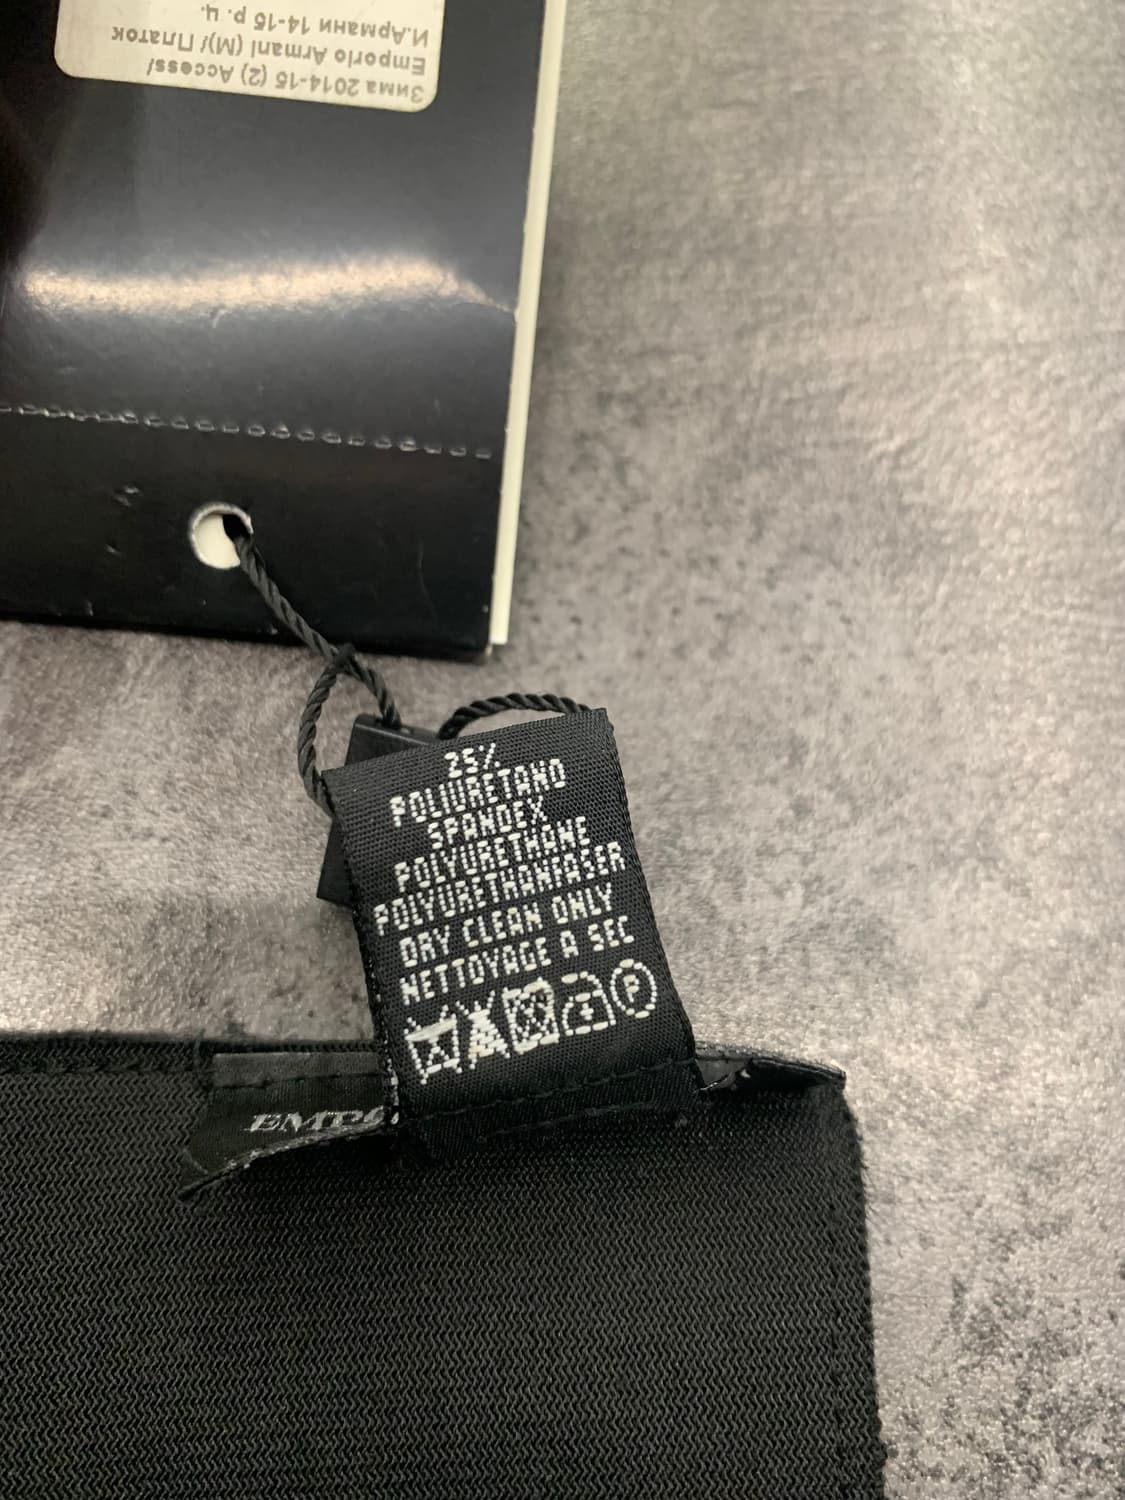 Зима 2014-15 (2) Access/
Emporio Armani (M)/ Платок
И.Армани 14-15 р. ц.
25%
POLIURETANO
SPANDEX
POLYURETHANE
POLYURETHANFASER
DRY CLEAN ONLY
NETTOYAGE A SEC
P
EMPO